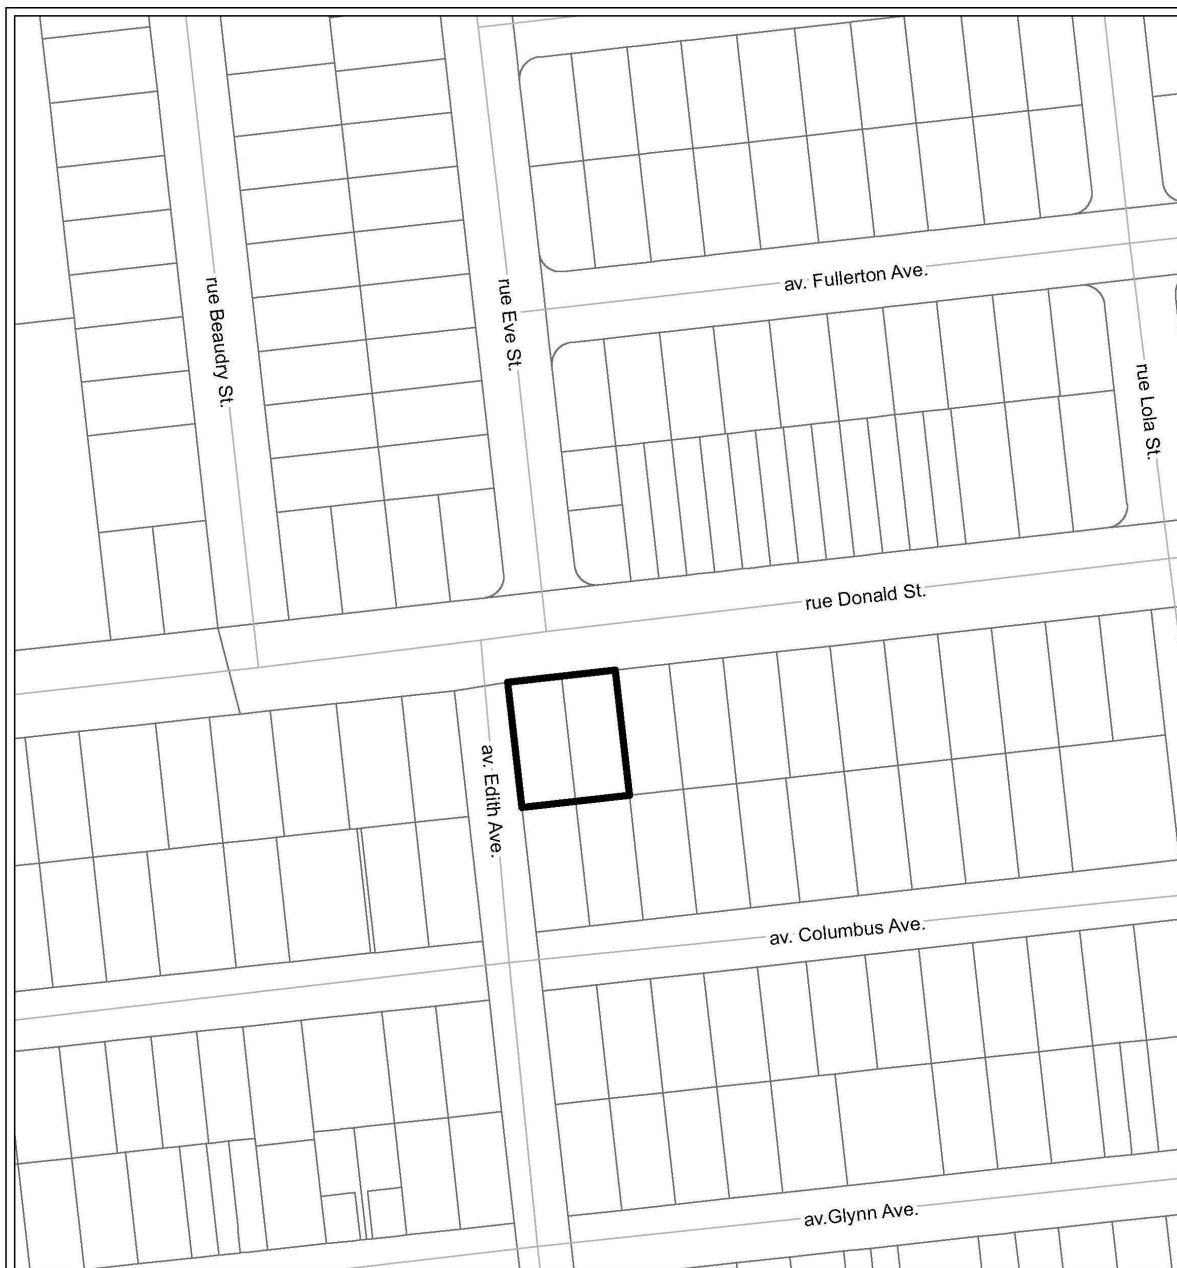 av. Fullerton Ave.
rue Beaudry St.
rue Eve St.
rue Lola St.
rue Donald St.
av. Edith Ave.
av. Columbus Ave.
av.Glynn Ave.